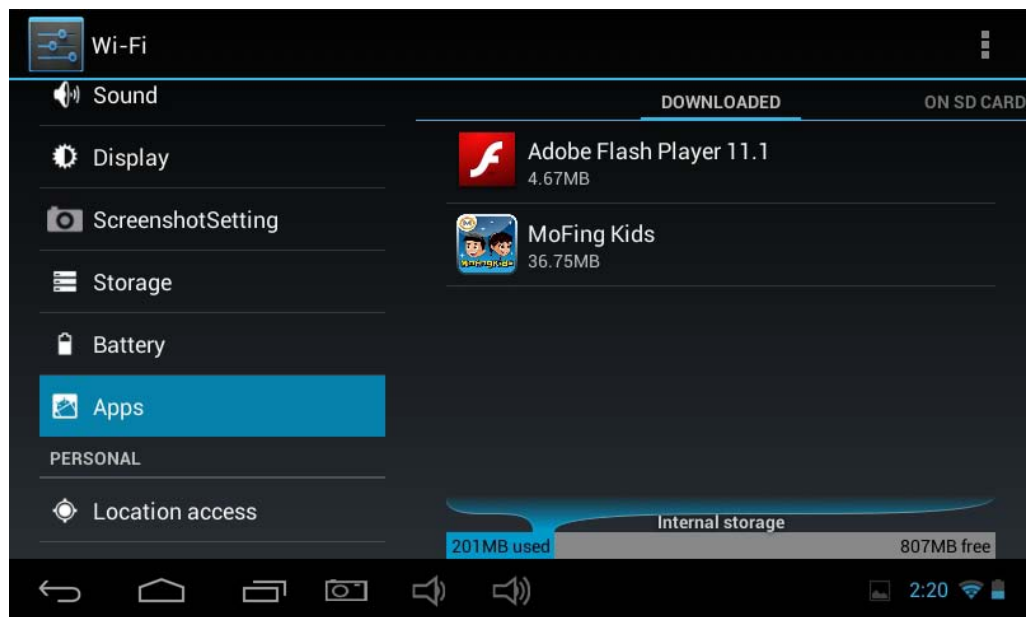 Wi-Fi
Sound
Display
ScreenshotSetting
Storage
Battery
Apps
PERSONAL
Location access
DOWNLOADED
ON SD CARD
Adobe Flash Player 11.1
4.67MB
MoFing Kids
36.75MB
Internal storage
201MB used
807MB free
2:20